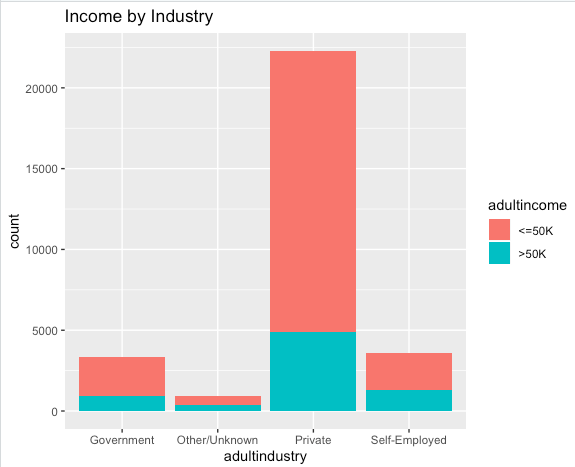 Income by Industry
count
20000
15000
10000
5000
0
Government
Other/Unknown
Private
Self-Employed
adultindustry
adultincome
<=50K
>50K